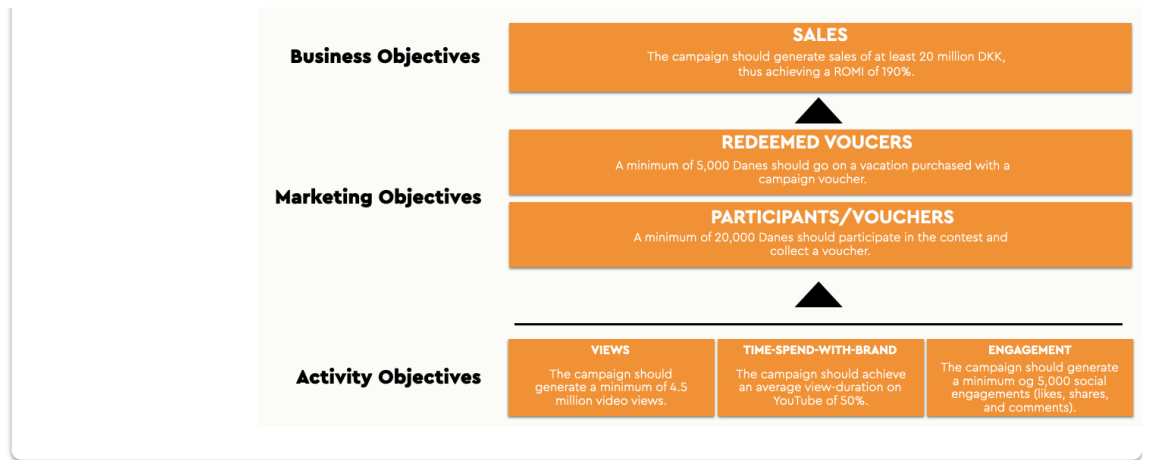 Business Objectives
SALES
The campaign should generate sales of at least 20 million DKK,
thus achieving a ROMI of 190%.
Marketing Objectives
REDEEMED VOUCERS
A minimum of 5,000 Danes should go on a vacation purchased with a
campaign voucher.
PARTICIPANTS/VOUCHERS
A minimum of 20,000 Danes should participate in the contest and
collect a voucher.
Activity Objectives
VIEWS
The campaign should
generate a minimum of 4.5
million video views.
TIME-SPEND-WITH-BRAND
The campaign should achieve
an average view-duration on
YouTube of 50%.
ENGAGEMENT
The campaign should generate
a minimum og 5,000 social
engagements (likes, shares,
and comments).